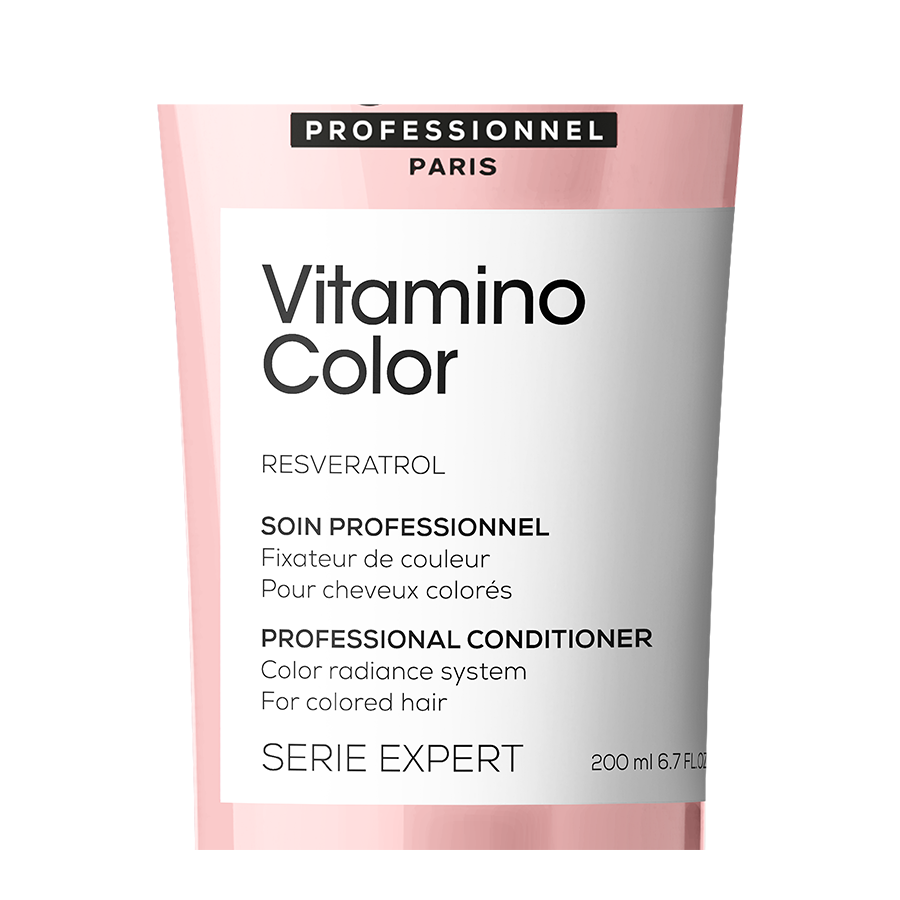 PROFESSIONNEL
PARIS
Vitamino
Color
RESVERATROL
SOIN PROFESSIONNEL
Fixateur de couleur
Pour cheveux colorés
PROFESSIONAL CONDITIONER
Color radiance system
For colored hair
SERIE EXPERT
200 ml 6.7 FL.OZ